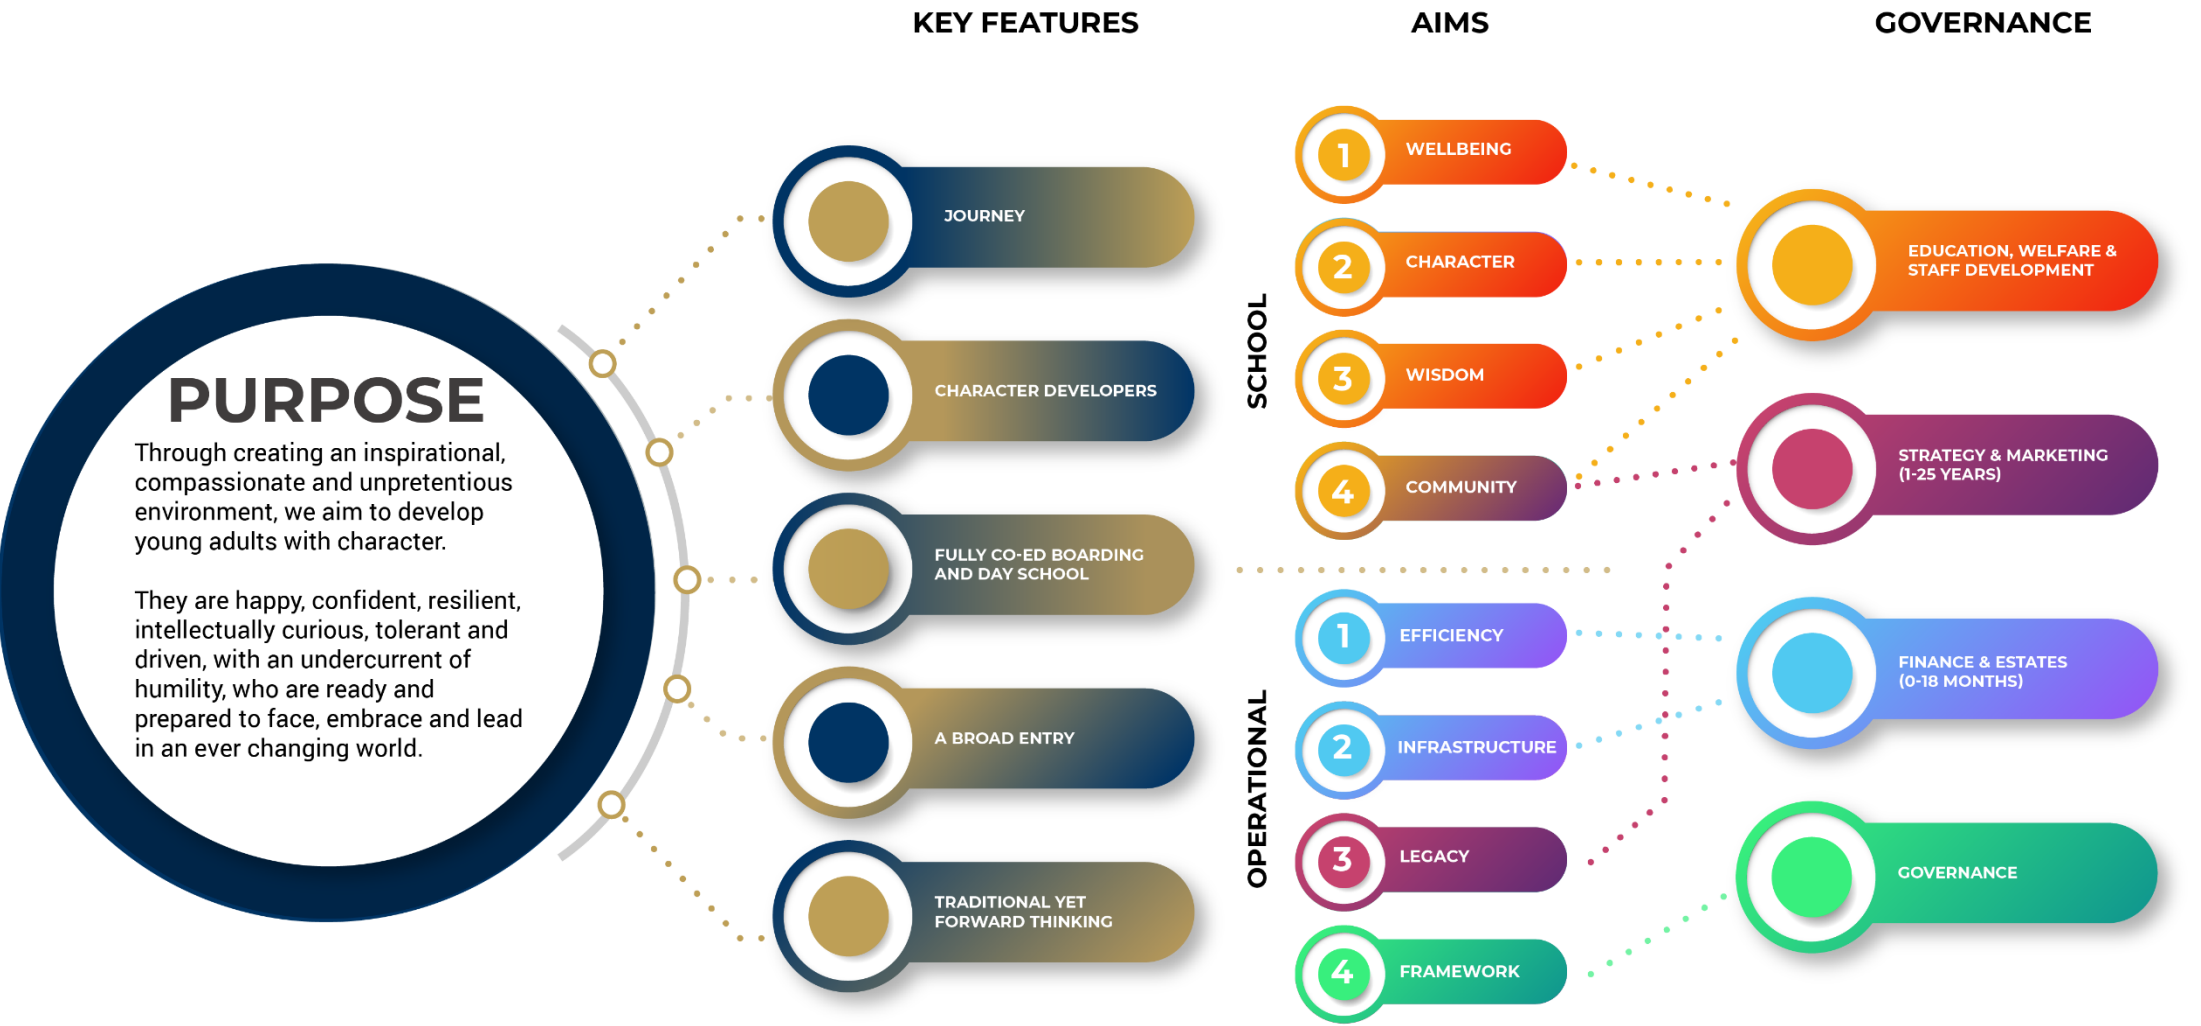 KEY FEATURES
AIMS
GOVERNANCE
PURPOSE
Through creating an inspirational,
compassionate and unpretentious
environment, we aim to develop
young adults with character.
They are happy, confident, resilient,
intellectually curious, tolerant and
driven, with an undercurrent of
humility, who are ready and
prepared to face, embrace and lead
in an ever changing world.
JOURNEY
CHARACTER DEVELOPERS
FULLY CO-ED BOARDING
AND DAY SCHOOL
A BROAD ENTRY
TRADITIONAL YET
FORWARD THINKING
SCHOOL
1 WELLBEING
2 CHARACTER
3 WISDOM
4 COMMUNITY
OPERATIONAL
1 EFFICIENCY
2 INFRASTRUCTURE
3 LEGACY
4 FRAMEWORK
EDUCATION, WELFARE &
STAFF DEVELOPMENT
STRATEGY & MARKETING
(1-25 YEARS)
FINANCE & ESTATES
(0-18 MONTHS)
GOVERNANCE